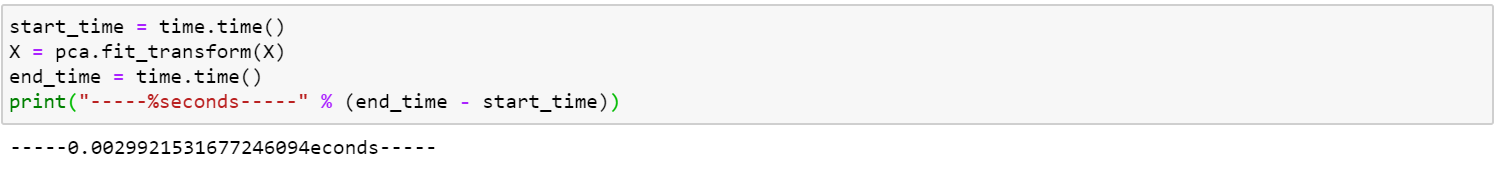 start_time = time.time()
X = pca.fit_transform(X)
end_time = time.time()
print("-----%seconds-----" % (end_time - start_time))
-----0.0029921531677246094econds-----